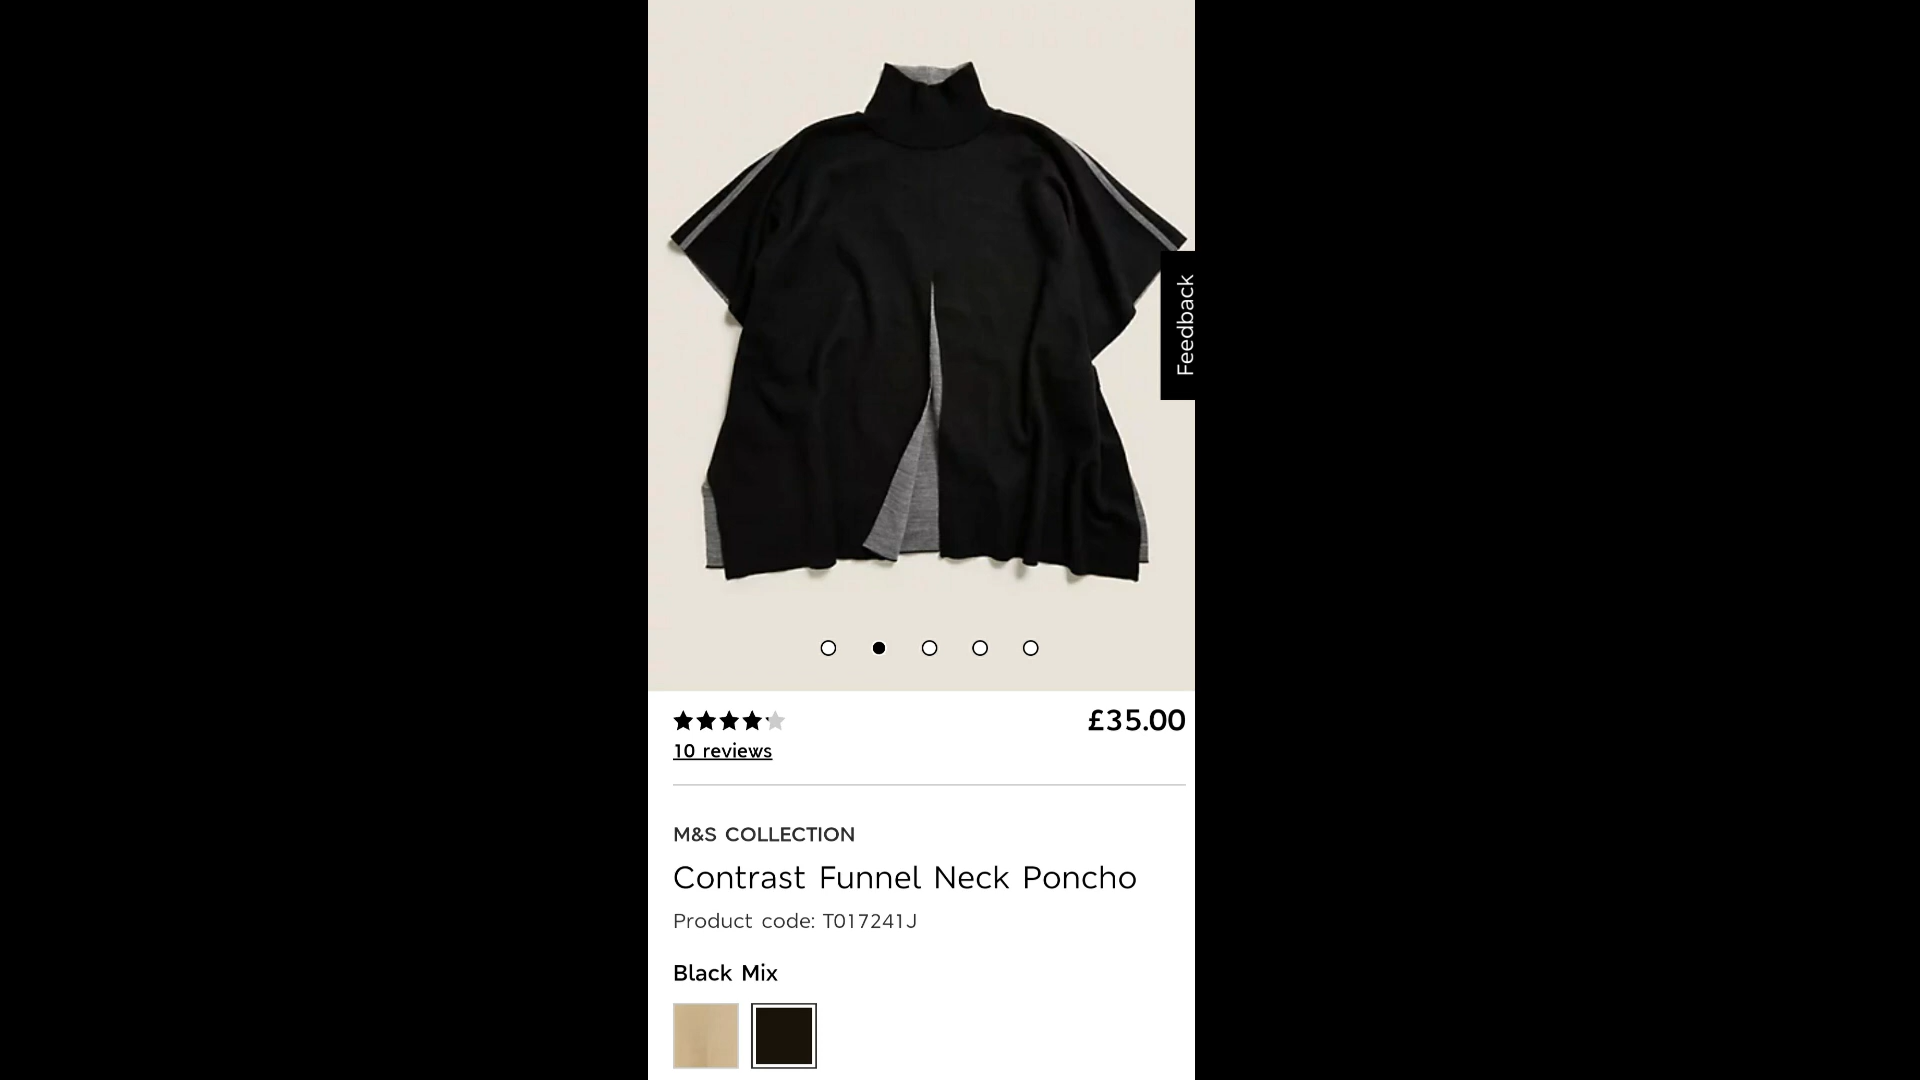 Feedback
£35.00
10 reviews
M&S COLLECTION
Contrast Funnel Neck Poncho
Product code: T017241J
Black Mix